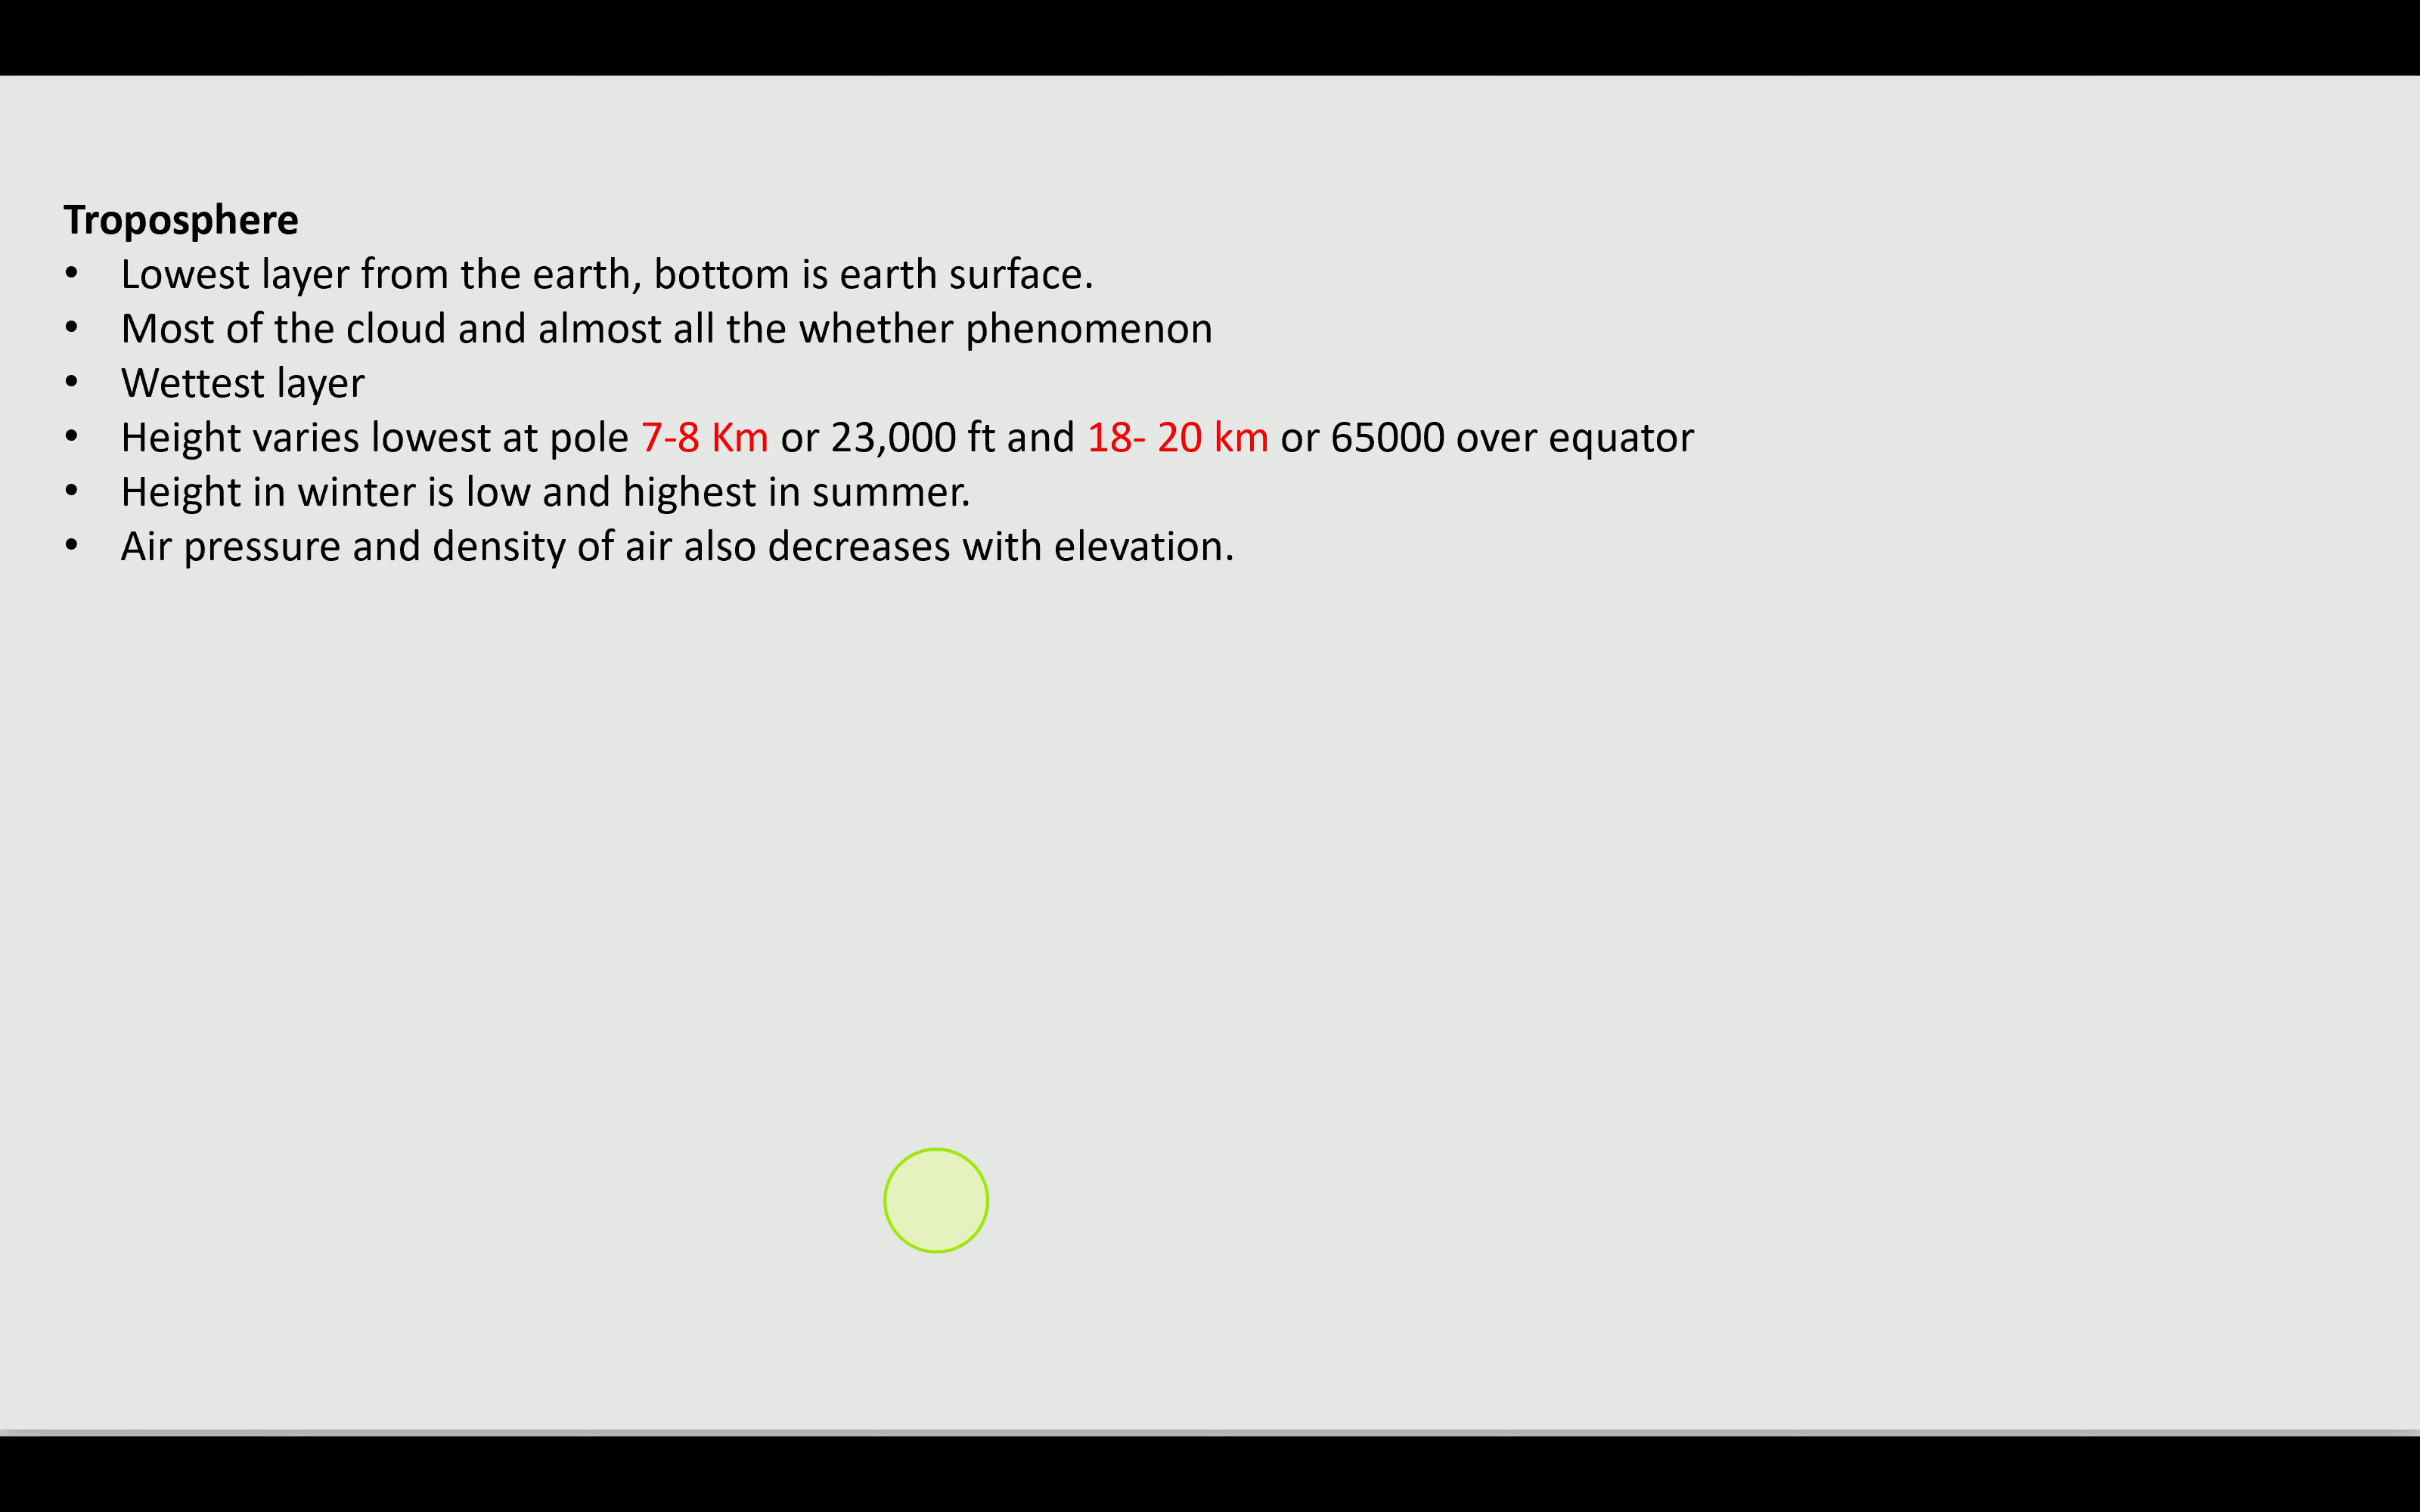 Troposphere
• Lowest layer from the earth, bottom is earth surface.
• Most of the cloud and almost all the whether phenomenon
• Wettest layer
• Height varies lowest at pole 7-8 Km or 23,000 ft and 18- 20 km or 65000 over equator
• Height in winter is low and highest in summer.
• Air pressure and density of air also decreases with elevation.